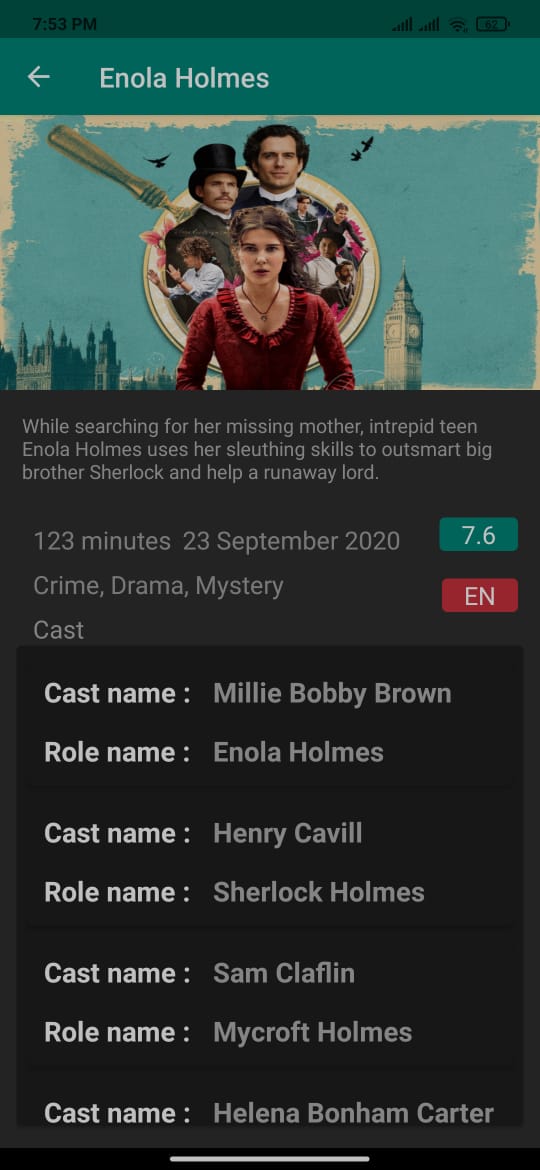 7:53 PM
62
Enola Holmes
While searching for her missing mother, intrepid teen
Enola Holmes uses her sleuthing skills to outsmart big
brother Sherlock and help a runaway lord.
123 minutes 23 September 2020
7.6
Crime, Drama, Mystery
EN
Cast
Cast name : Millie Bobby Brown
Role name : Enola Holmes
Cast name : Henry Cavill
Role name : Sherlock Holmes
Cast name : Sam Claflin
Role name : Mycroft Holmes
Cast name : Helena Bonham Carter